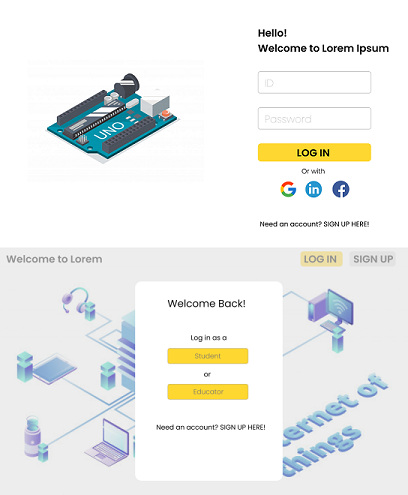 Hello!
Welcome to Lorem Ipsum
ID
Password
UNO
LOG IN
Or with
G in f
Need an account? SIGN UP HERE!
Welcome to Lorem
LOG IN
SIGN UP
Welcome Back!
Log in as a
Student
or
Educator
Need an account? SIGN UP HERE!
ternet of
things